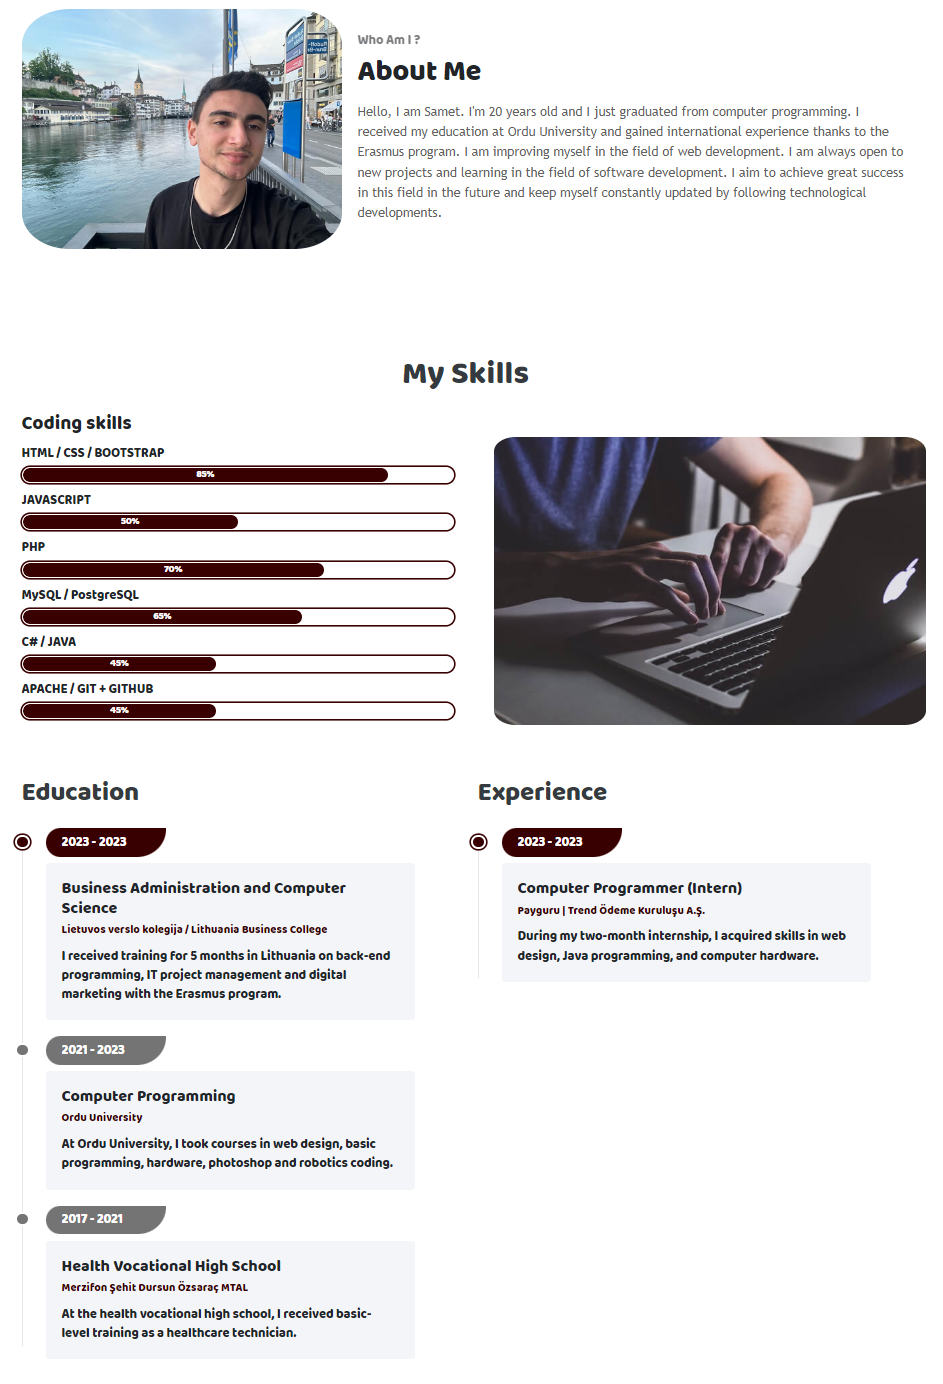 Who Am I ?
About Me
Hello, I am Samet. I'm 20 years old and I just graduated from computer programming. I
received my education at Ordu University and gained international experience thanks to the
Erasmus program. I am improving myself in the field of web development. I am always open to
new projects and learning in the field of software development. I aim to achieve great success
in this field in the future and keep myself constantly updated by following technological
developments.
My Skills
Coding skills
HTML / CSS / BOOTSTRAP
85%
JAVASCRIPT
50%
PHP
70%
MySQL / PostgreSQL
65%
C# / JAVA
45%
APACHE / GIT + GITHUB
45%
Education
2023 - 2023
Business Administration and Computer
Science
Lietuvos verslo kolegija / Lithuania Business College
I received training for 5 months in Lithuania on back-end
programming, IT project management and digital
marketing with the Erasmus program.
2021 - 2023
Computer Programming
Ordu University
At Ordu University, I took courses in web design, basic
programming, hardware, photoshop and robotics coding.
2017 - 2021
Health Vocational High School
Merzifon Şehit Dursun Özsaraç MTAL
At the health vocational high school, I received basic-
level training as a healthcare technician.
Experience
2023 - 2023
Computer Programmer (Intern)
Payguru | Trend Ödeme Kuruluşu A.Ş.
During my two-month internship, I acquired skills in web
design, Java programming, and computer hardware.